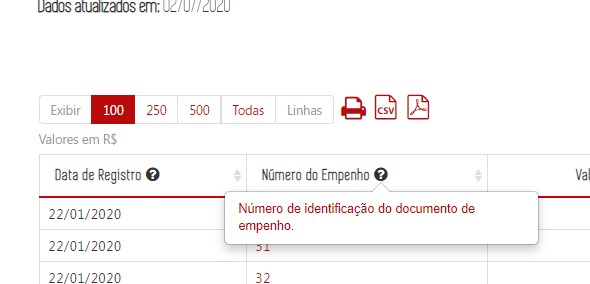 Dados atualizados em: 02/07/2020
Exibir 100 250 500 Todas Linhas
CSV
Valores em R$
Data de Registro ? Número do Empenho ? Val
22/01/2020
Número de identificação do documento de
empenho.
22/01/2020 31
22/01/2020 32